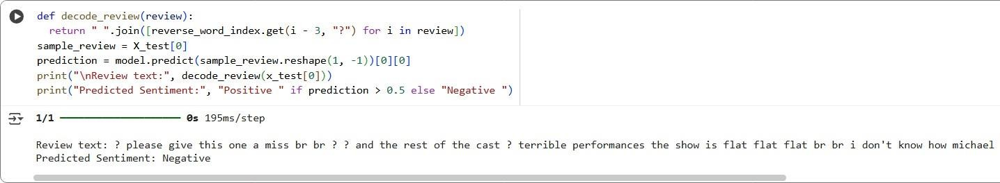 def decode_review(review):
  return " ".join([reverse_word_index.get(i - 3, "?") for i in review])
sample_review = X_test[0]
prediction = model.predict(sample_review.reshape(1, -1))[0][0]
print("\nReview text:", decode_review(x_test[0]))
print("Predicted Sentiment:", "Positive " if prediction > 0.5 else "Negative ")
1/1 ━━━━━━━━━━━━━━━━━━━━ 0s 195ms/step
Review text: ? please give this one a miss br br ? ? and the rest of the cast ? terrible performances the show is flat flat flat br br i don't know how michael
Predicted Sentiment: Negative